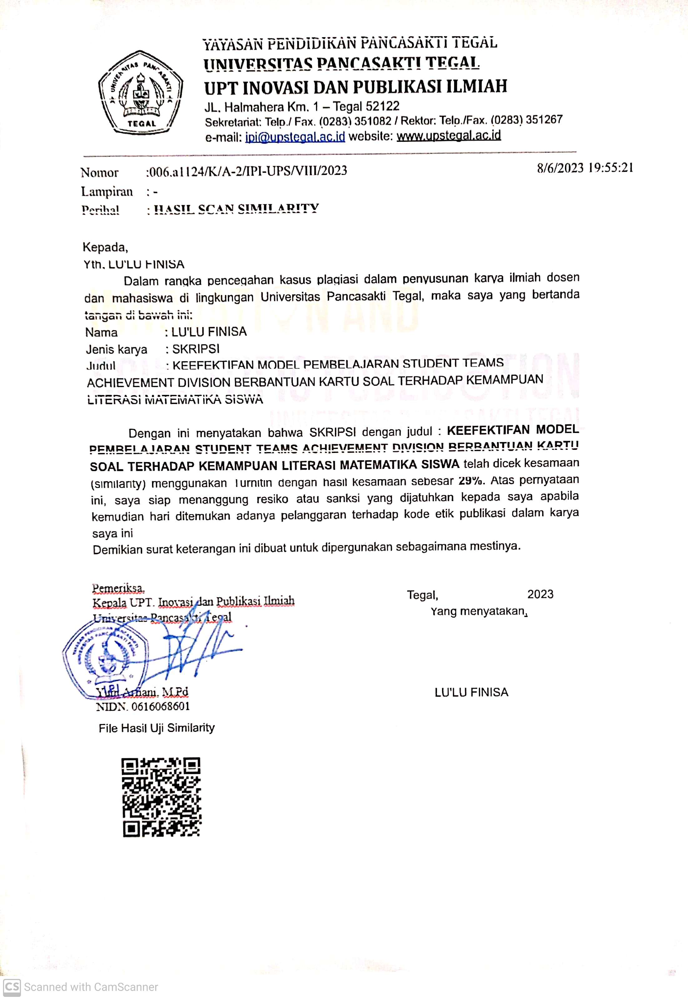 YAYASAN PENDIDIKAN PANCASAKTI TEGAL
UNIVERSITAS PANCASAKTI TEGAL
UPT INOVASI DAN PUBLIKASI ILMIAH
JL. Halmahera Km. 1 – Tegal 52122
Sekretariat: Telp./ Fax. (0283) 351082 / Rektor: Telp./Fax. (0283) 351267
e-mail: ipi@upstegal.ac.id website: www.upstegal.ac.id
UNIVERSITAS PANCASAKTI
TEGAL
Nomor :006.a1124/K/A-2/IPI-UPS/VIII/2023 8/6/2023 19:55:21
Lampiran : -
Perihal : HASIL SCAN SIMILARITY
Kepada,
Yth. LU'LU FINISA
Dalam rangka pencegahan kasus plagiasi dalam penyusunan karya ilmiah dosen
dan mahasiswa di lingkungan Universitas Pancasakti Tegal, maka saya yang bertanda
tangan di bawah ini:
Nama : LU'LU FINISA
Jenis karya : SKRIPSI
Judul : KEEFEKTIFAN MODEL PEMBELAJARAN STUDENT TEAMS
ACHIEVEMENT DIVISION BERBANTUAN KARTU SOAL TERHADAP KEMAMPUAN
LITERASI MATEMATIKA SISWA
Dengan ini menyatakan bahwa SKRIPSI dengan judul : KEEFEKTIFAN MODEL
PEMBELAJARAN STUDENT TEAMS ACHIEVEMENT DIVISION BERBANTUAN KARTU
SOAL TERHADAP KEMAMPUAN LITERASI MATEMATIKA SISWA telah dicek kesamaan
(similarity) menggunakan Turnitin dengan hasil kesamaan sebesar 29%. Atas pernyataan
ini, saya siap menanggung resiko atau sanksi yang dijatuhkan kepada saya apabila
kemudian hari ditemukan adanya pelanggaran terhadap kode etik publikasi dalam karya
saya ini
Demikian surat keterangan ini dibuat untuk dipergunakan sebagaimana mestinya.
Pemeriksa,
Kepala UPT. Inovasi dan Publikasi Ilmiah
Universitas Pancasakti Tegal
Tegal, 2023
Yang menyatakan,
YAYASAN PENDIDIKAN PANCASAKTI
UNIVERSITAS PANCASAKTI TEGAL
IPI
M.Pd
NIDN. 0616068601
LU'LU FINISA
File Hasil Uji Similarity
CS Scanned with CamScanner